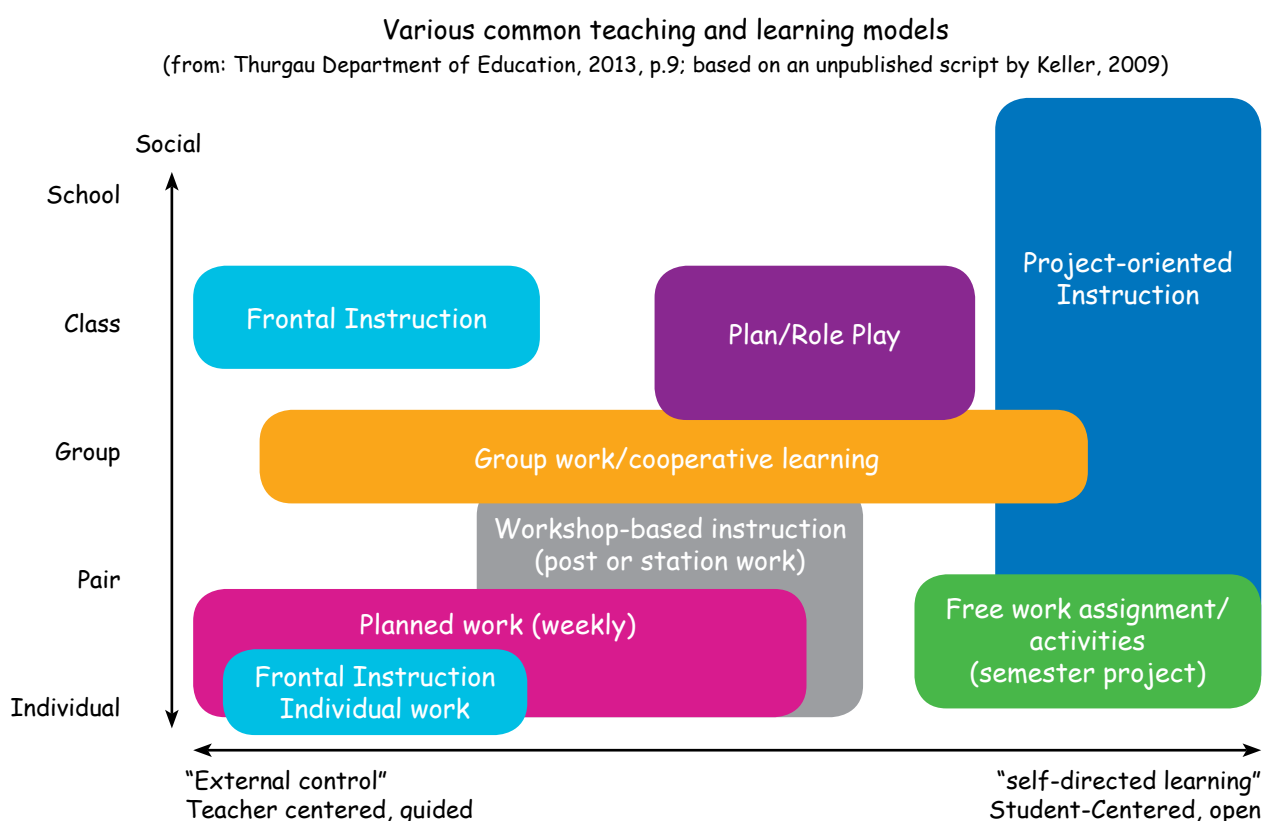 Various common teaching and learning models
(from: Thurgau Department of Education, 2013, p.9; based on an unpublished script by Keller, 2009)
Social
School
Class
Group
Pair
Individual
Frontal Instruction
Plan/Role Play
Project-oriented
Instruction
Group work/cooperative learning
Workshop-based instruction
(post or station work)
Planned work (weekly)
Frontal Instruction
Individual work
Free work assignment/
activities
(semester project)
“External control”
Teacher centered, guided
“self-directed learning”
Student-Centered, open